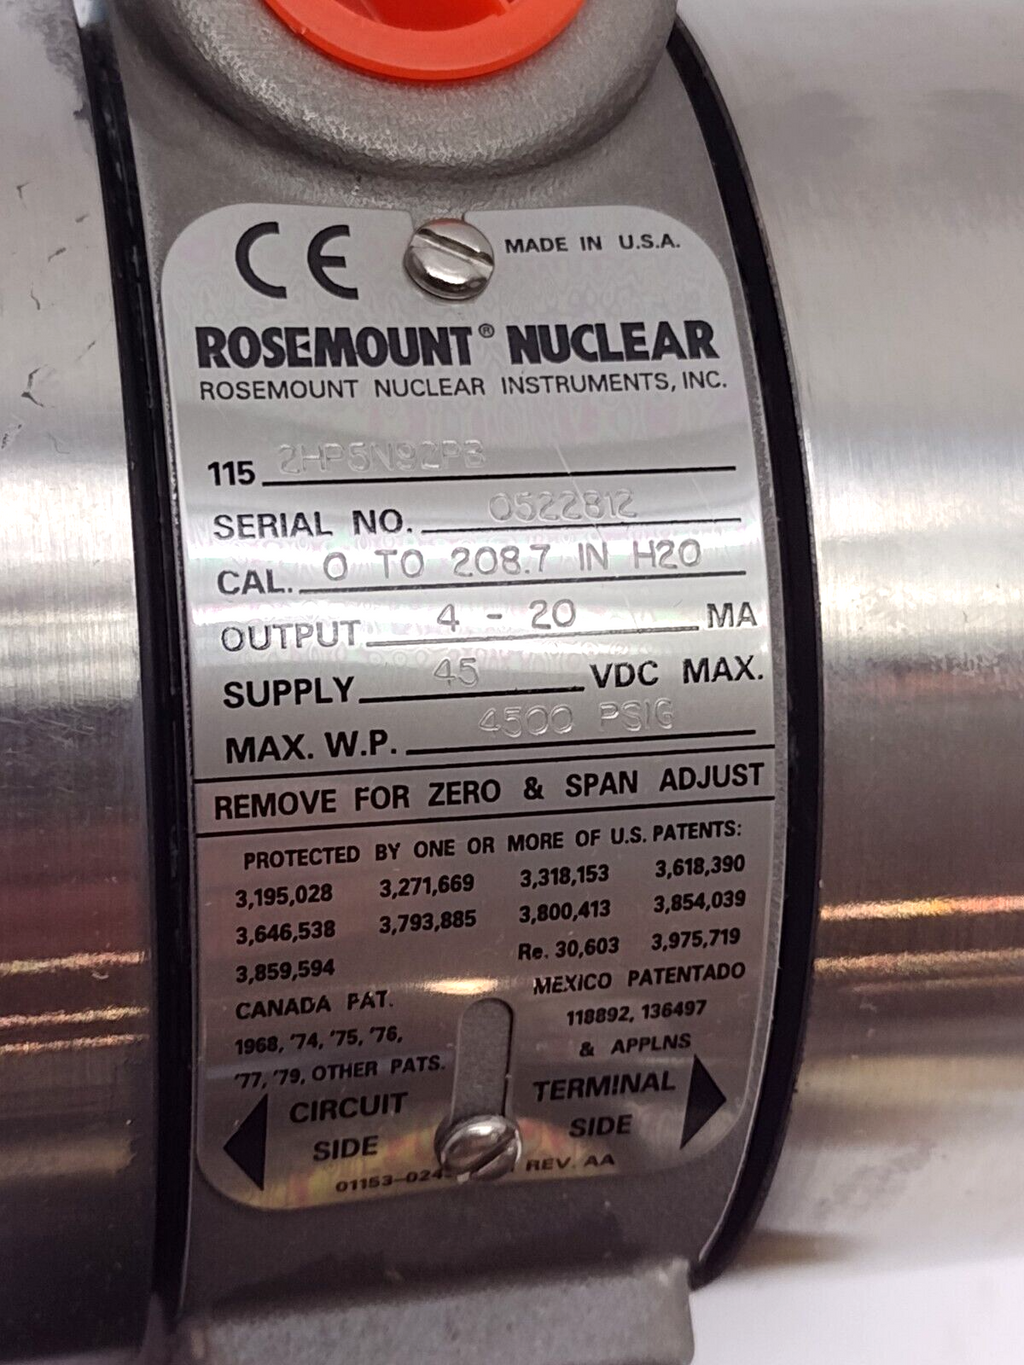 CE MADE IN U.S.A.
ROSEMOUNT® NUCLEAR
ROSEMOUNT NUCLEAR INSTRUMENTS, INC.
115 2HP5N92PB
SERIAL NO. 0522812
CAL. 0 TO 208.7 IN H2O
OUTPUT 4 - 20 MA
SUPPLY 45 VDC MAX.
MAX. W.P. 4500 PSIG
REMOVE FOR ZERO & SPAN ADJUST
PROTECTED BY ONE OR MORE OF U.S. PATENTS:
3,195,028 3,271,669 3,318,153 3,618,390
3,646,538 3,793,885 3,800,413 3,854,039
3,859,594 Re. 30,603 3,975,719
CANADA PAT. MEXICO PATENTADO
1968, '74, '75, '76, 118892, 136497
'77, '79, OTHER PATS. & APPLNS
CIRCUIT TERMINAL
SIDE SIDE
REV. AA